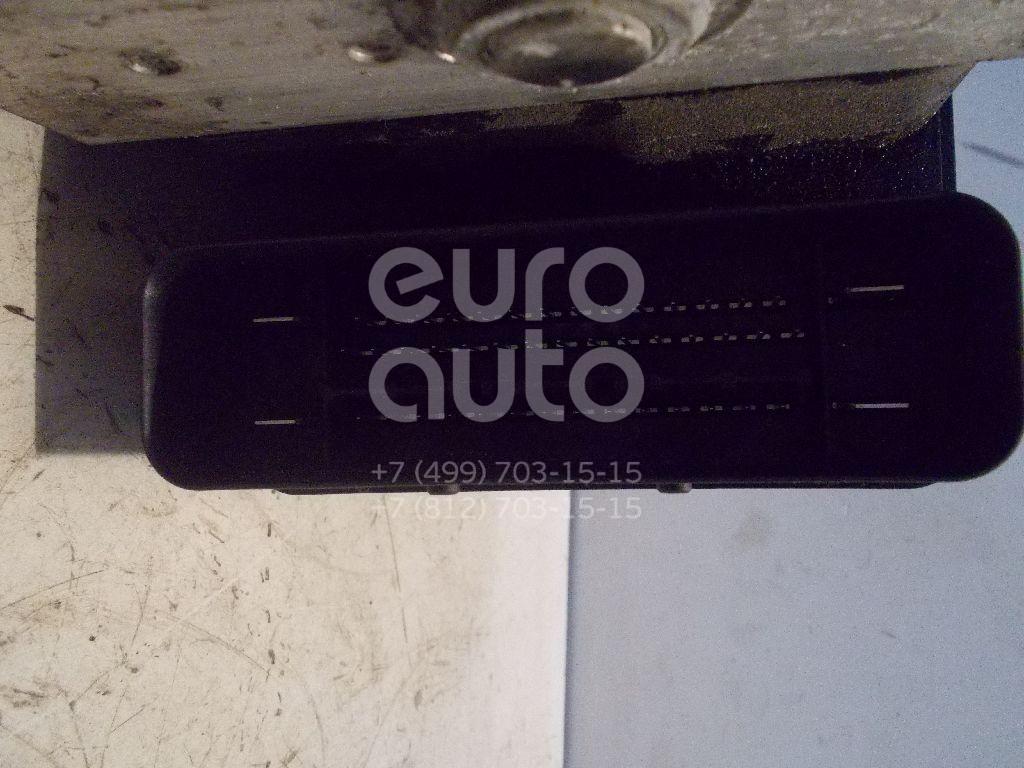 euro
auto
+7 (499) 703-15-15
+7 (812) 703-15-15